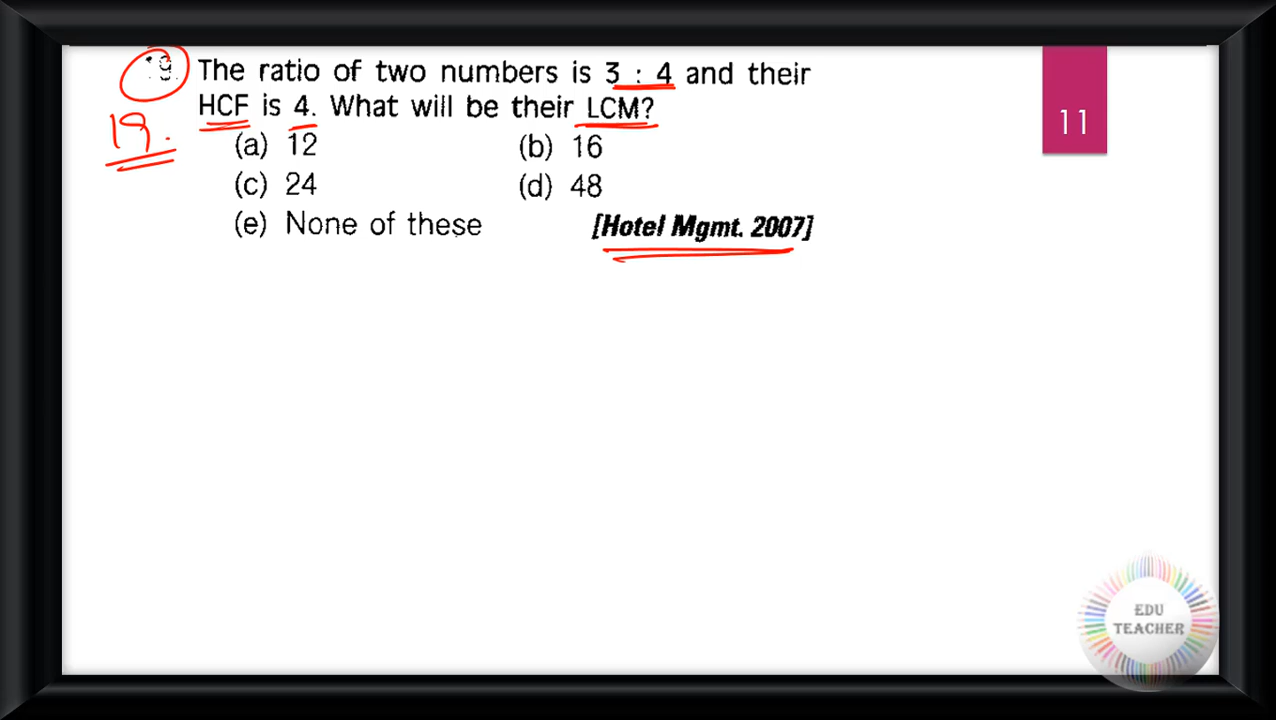 19. The ratio of two numbers is 3 : 4 and their
HCF is 4. What will be their LCM?
19.
(a) 12 (b) 16
(c) 24 (d) 48
(e) None of these [Hotel Mgmt. 2007]
11
EDU
TEACHER